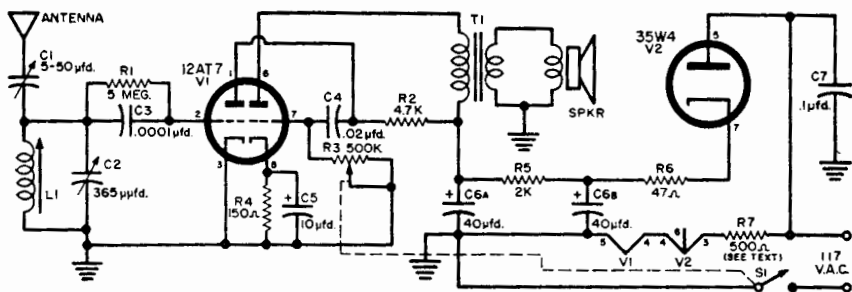 ANTENNA
C1
5-50μfd.
R1
5 MEG.
C3
.0001μfd.
L1
C2
365μμfd.
12AT7
V1
1
6
2
7
3
8
R4
150Ω
C5
10μfd.
C4
.02μfd.
R3 500K
R2
4.7K
T1
SPKR
35W4
V2
5
7
C7
.1μfd.
R5
2K
R6
47Ω
C6A
40μfd.
C6B
40μfd.
5
V1
4
4
6
V2
3
R7
500Ω
(SEE TEXT)
S1
117
V.A.C.
+
+
+